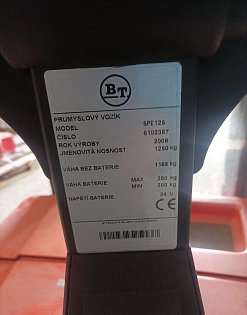 BT
PRUMYSLOVÝ VOZÍK
MODEL SPE125
ČÍSLO 6102387
ROK VÝROBY 2009
JMENOVITÁ NOSNOST 1250 kg
VÁHA BEZ BATERIE 1165 kg
VÁHA BATERIE MAX 250 kg
MIN 200 kg
NAPĚTÍ BATERIE 24 V
CE